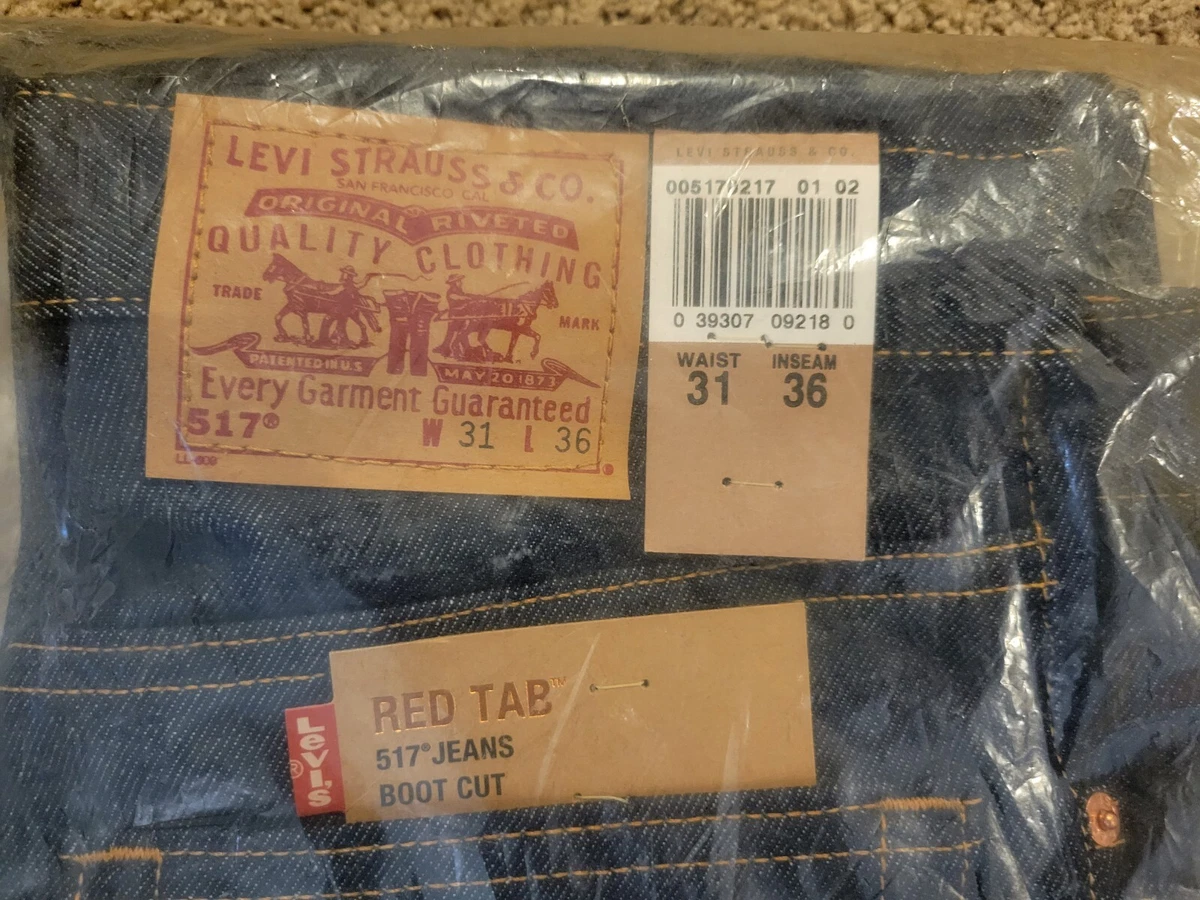 LEVI STRAUSS & CO.
SAN FRANCISCO CAL
ORIGINAL RIVETED
QUALITY CLOTHING
TRADE MARK
PATENTED IN U.S. MAY 20 1873
Every Garment Guaranteed
517®
W 31 L 36
LEVI STRAUSS & CO.
005170217 01 02
0 39307 09218 0
WAIST INSEAM
31 36
RED TAB™
517® JEANS
BOOT CUT
LEVI'S
®